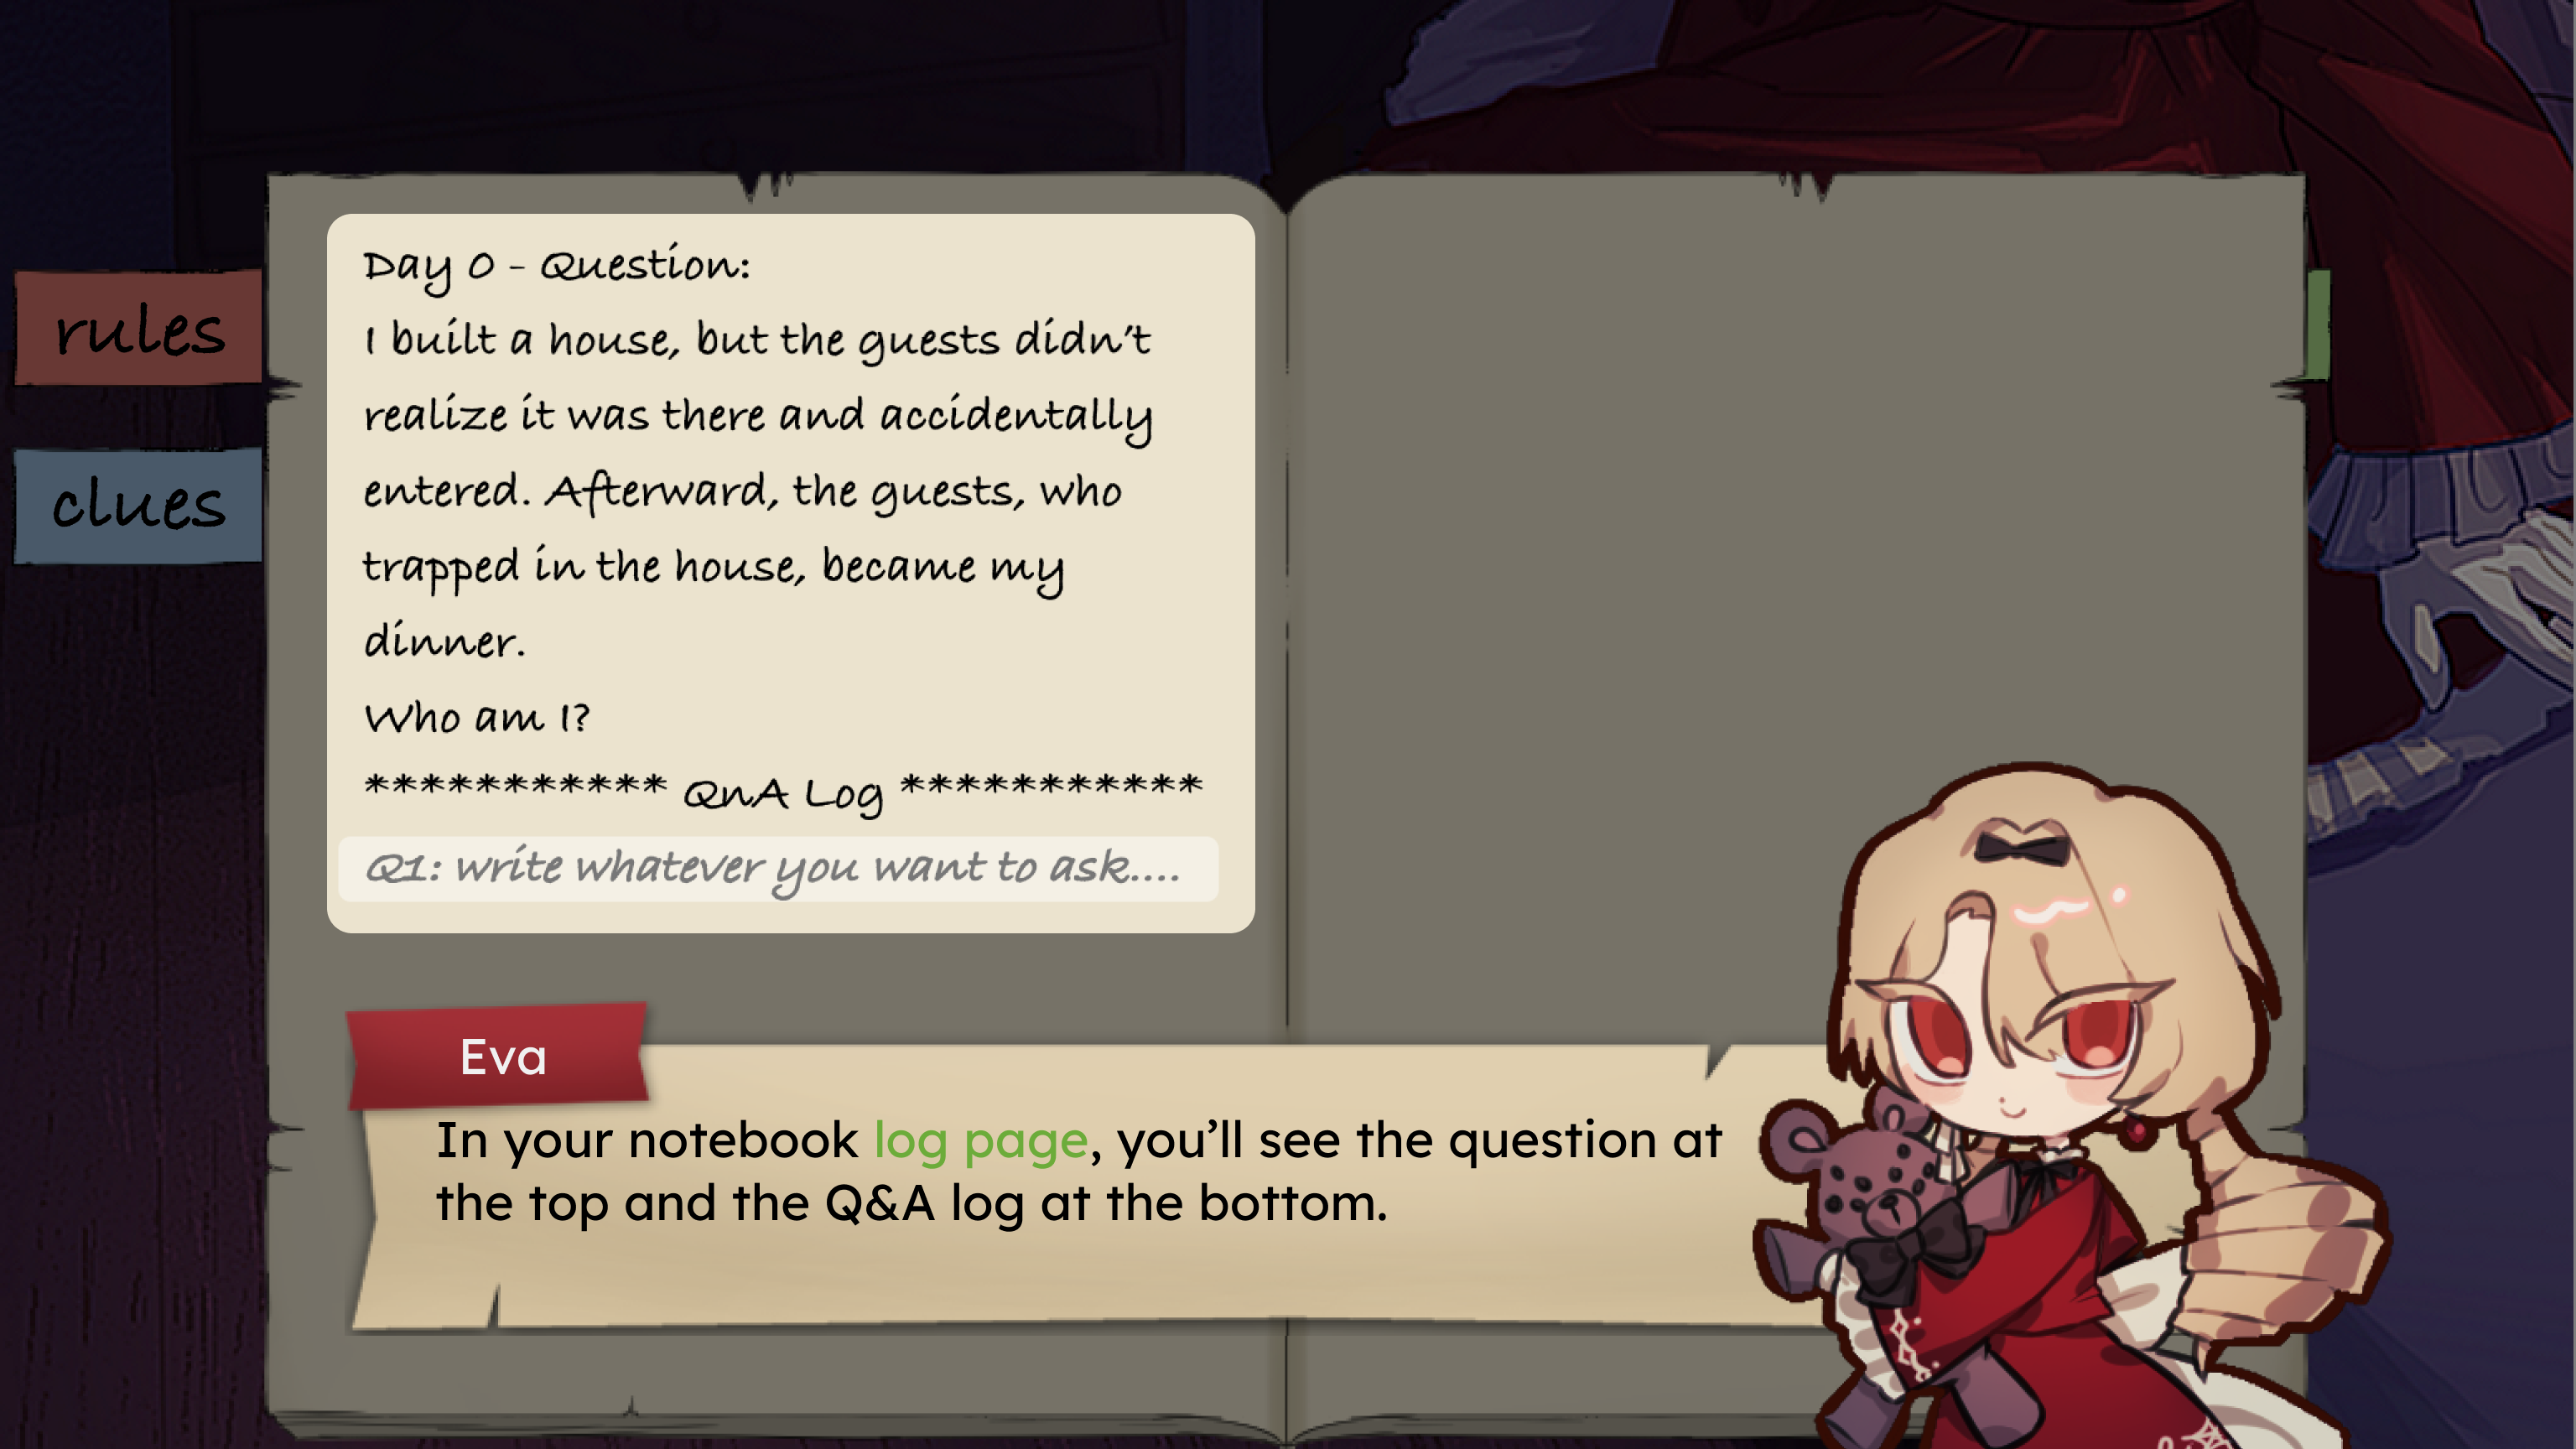 rules
clues
Day 0 - Question:
I built a house, but the guests didn't
realize it was there and accidentally
entered. Afterward, the guests, who
trapped in the house, became my
dinner.
Who am I?
*********** QnA Log ***********
Q1: write whatever you want to ask....
Eva
In your notebook log page, you'll see the question at
the top and the Q&A log at the bottom.